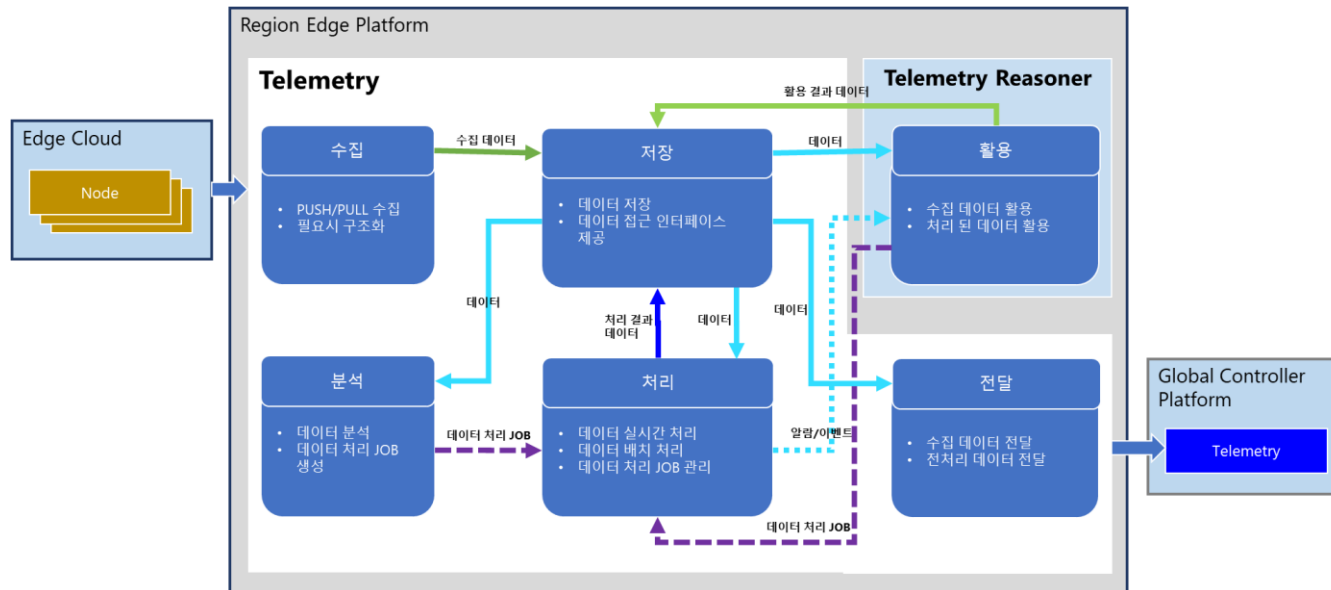 Region Edge Platform
Telemetry
Telemetry Reasoner
활용 결과 데이터
Edge Cloud
Node
수집
• PUSH/PULL 수집
• 필요시 구조화
수집 데이터
저장
• 데이터 저장
• 데이터 접근 인터페이스
제공
데이터
활용
• 수집 데이터 활용
• 처리 된 데이터 활용
데이터
처리 결과
데이터
데이터
데이터
분석
• 데이터 분석
• 데이터 처리 JOB
생성
데이터 처리 JOB
처리
• 데이터 실시간 처리
• 데이터 배치 처리
• 데이터 처리 JOB 관리
알람/이벤트
데이터 처리 JOB
전달
• 수집 데이터 전달
• 전처리 데이터 전달
Global Controller
Platform
Telemetry